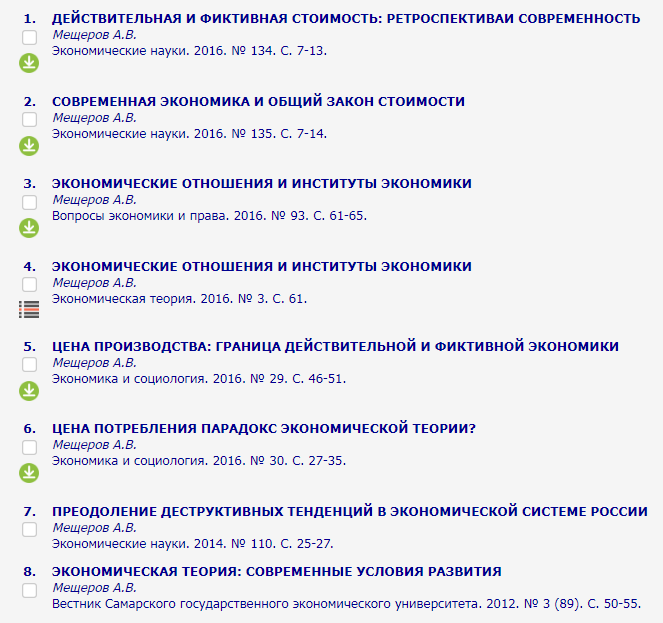 1. ДЕЙСТВИТЕЛЬНАЯ И ФИКТИВНАЯ СТОИМОСТЬ: РЕТРОСПЕКТИВАИ СОВРЕМЕННОСТЬ
Мещеров А.В.
Экономические науки. 2016. № 134. С. 7-13.
2. СОВРЕМЕННАЯ ЭКОНОМИКА И ОБЩИЙ ЗАКОН СТОИМОСТИ
Мещеров А.В.
Экономические науки. 2016. № 135. С. 7-14.
3. ЭКОНОМИЧЕСКИЕ ОТНОШЕНИЯ И ИНСТИТУТЫ ЭКОНОМИКИ
Мещеров А.В.
Вопросы экономики и права. 2016. № 93. С. 61-65.
4. ЭКОНОМИЧЕСКИЕ ОТНОШЕНИЯ И ИНСТИТУТЫ ЭКОНОМИКИ
Мещеров А.В.
Экономическая теория. 2016. № 3. С. 61.
5. ЦЕНА ПРОИЗВОДСТВА: ГРАНИЦА ДЕЙСТВИТЕЛЬНОЙ И ФИКТИВНОЙ ЭКОНОМИКИ
Мещеров А.В.
Экономика и социология. 2016. № 29. С. 46-51.
6. ЦЕНА ПОТРЕБЛЕНИЯ ПАРАДОКС ЭКОНОМИЧЕСКОЙ ТЕОРИИ?
Мещеров А.В.
Экономика и социология. 2016. № 30. С. 27-35.
7. ПРЕОДОЛЕНИЕ ДЕСТРУКТИВНЫХ ТЕНДЕНЦИЙ В ЭКОНОМИЧЕСКОЙ СИСТЕМЕ РОССИИ
Мещеров А.В.
Экономические науки. 2014. № 110. С. 25-27.
8. ЭКОНОМИЧЕСКАЯ ТЕОРИЯ: СОВРЕМЕННЫЕ УСЛОВИЯ РАЗВИТИЯ
Мещеров А.В.
Вестник Самарского государственного экономического университета. 2012. № 3 (89). С. 50-55.